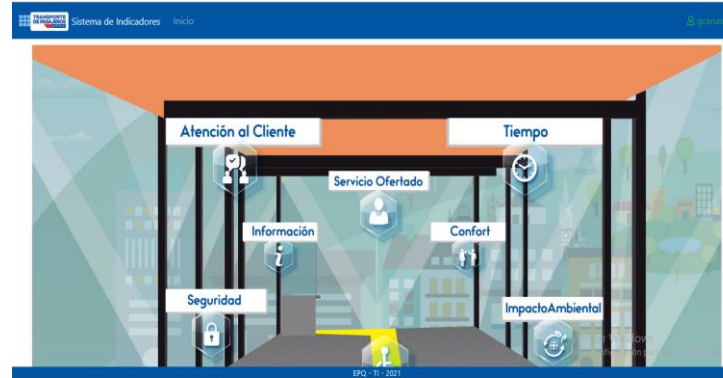 TRANSPORTE
DE PASAJEROS
Sistema de Indicadores
Inicio
Atención al Cliente
Tiempo
Servicio Ofertado
Información
Confort
Seguridad
ImpactoAmbiental
EPQ - TI - 2021